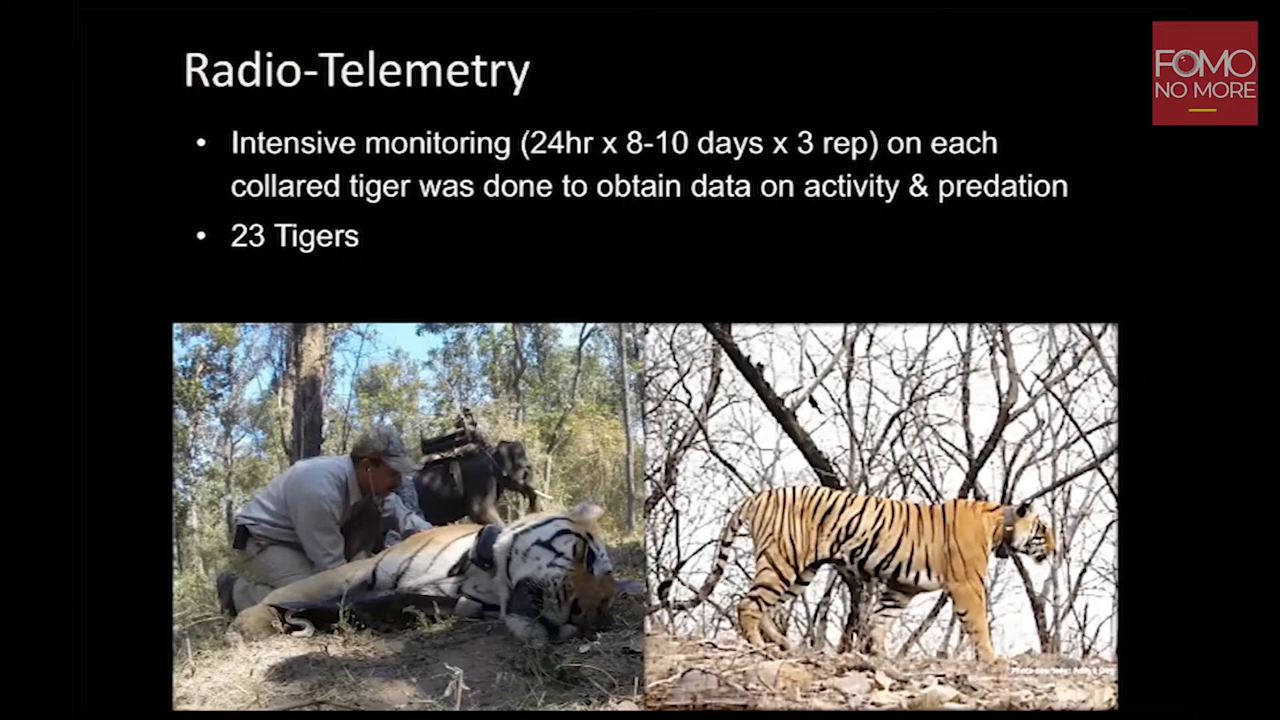 Radio-Telemetry
FOMO
NO MORE
• Intensive monitoring (24hr x 8-10 days x 3 rep) on each
collared tiger was done to obtain data on activity & predation
• 23 Tigers